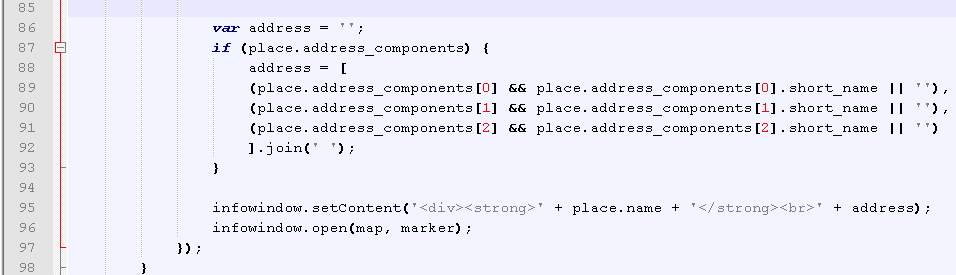 85
86 var address = '';
87 if (place.address_components) {
88 address = [
89 (place.address_components[0] && place.address_components[0].short_name || ''),
90 (place.address_components[1] && place.address_components[1].short_name || ''),
91 (place.address_components[2] && place.address_components[2].short_name || '')
92 ].join(' ');
93 }
94
95 infowindow.setContent('<div><strong>' + place.name + '</strong><br>' + address);
96 infowindow.open(map, marker);
97 });
98 }